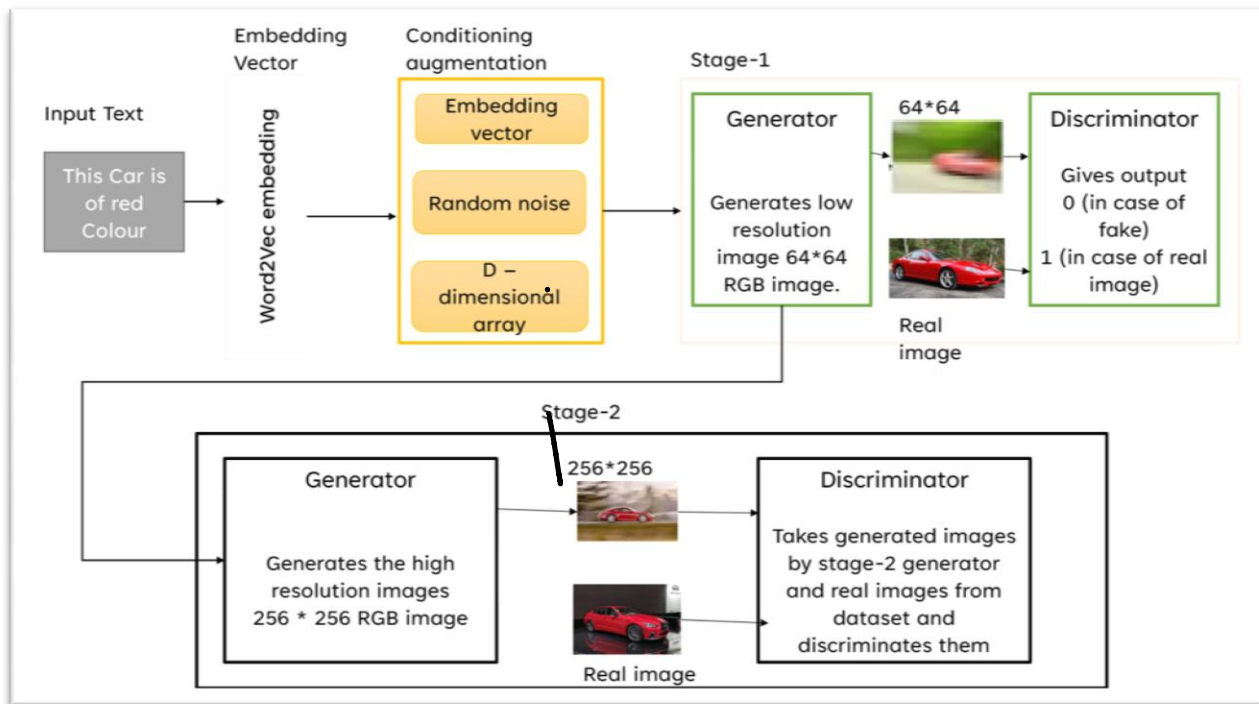 Input Text
This Car is
of red
Colour
Embedding
Vector
Word2Vec embedding
Conditioning
augmentation
Embedding
vector
Random noise
D –
dimensional
array
Stage-1
Generator
Generates low
resolution
image 64*64
RGB image.
64*64
Real
image
Discriminator
Gives output
0 (in case of
fake)
1 (in case of real
image)
Stage-2
Generator
Generates the high
resolution images
256 * 256 RGB image
256*256
Real image
Discriminator
Takes generated images
by stage-2 generator
and real images from
dataset and
discriminates them